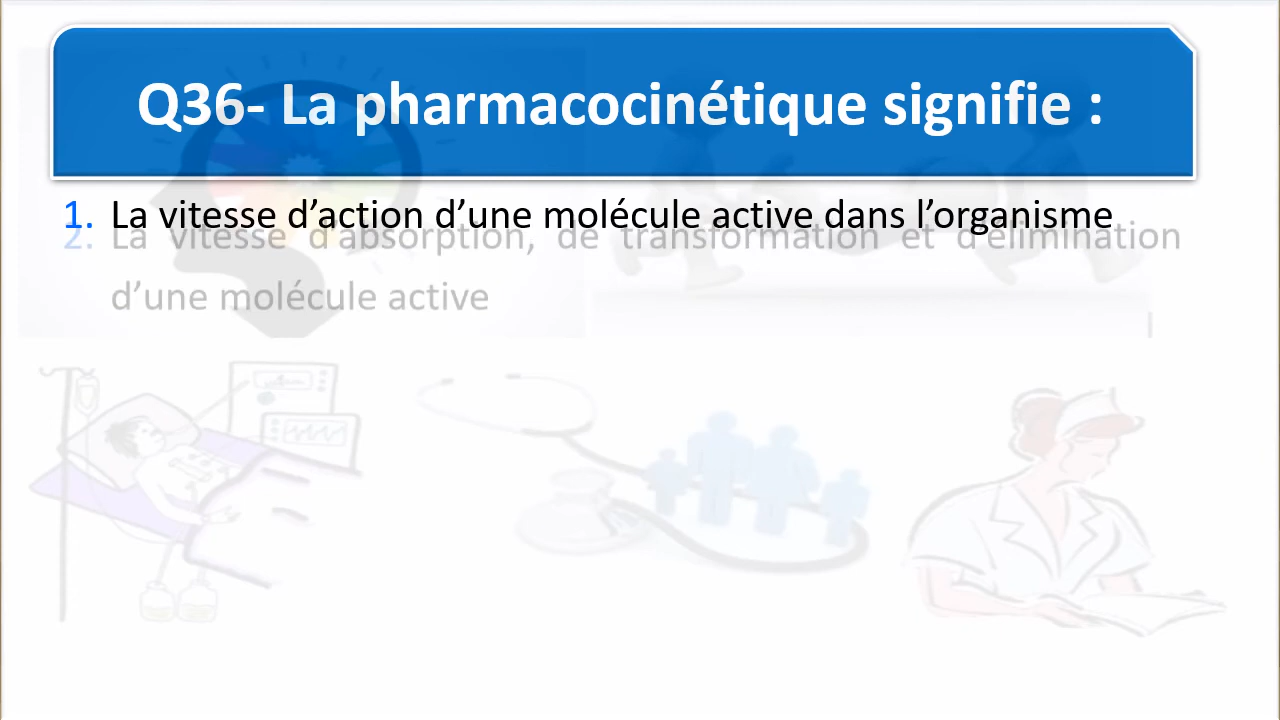 Q36- La pharmacocinétique signifie :
1. La vitesse d’action d’une molécule active dans l’organisme
2. La vitesse d’absorption, de transformation et d’élimination
d’une molécule active